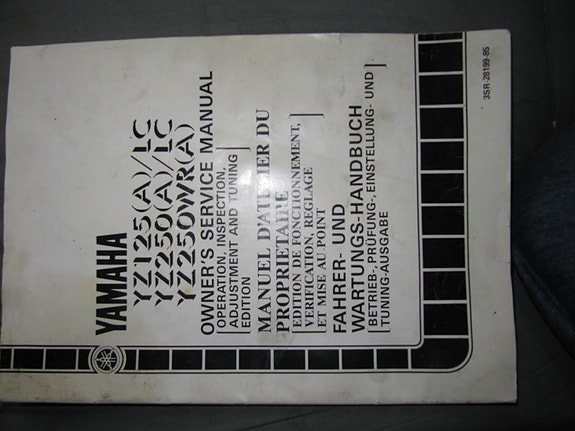 YAMAHA
YZ125(A)/LC
YZ250(A)/LC
YZ250WR(A)
OWNER'S SERVICE MANUAL
[OPERATION, INSPECTION,
ADJUSTMENT AND TUNING
EDITION]
MANUEL D'ATELIER DU
PROPRIETAIRE
[EDITION DE FONCTIONNEMENT,
VERIFICATION, REGLAGE
ET MISE AU POINT]
FAHRER- UND
WARTUNGS-HANDBUCH
[BETRIEB-, PRÜFUNG-, EINSTELLUNG- UND
TUNING-AUSGABE]
3SR-28199-85